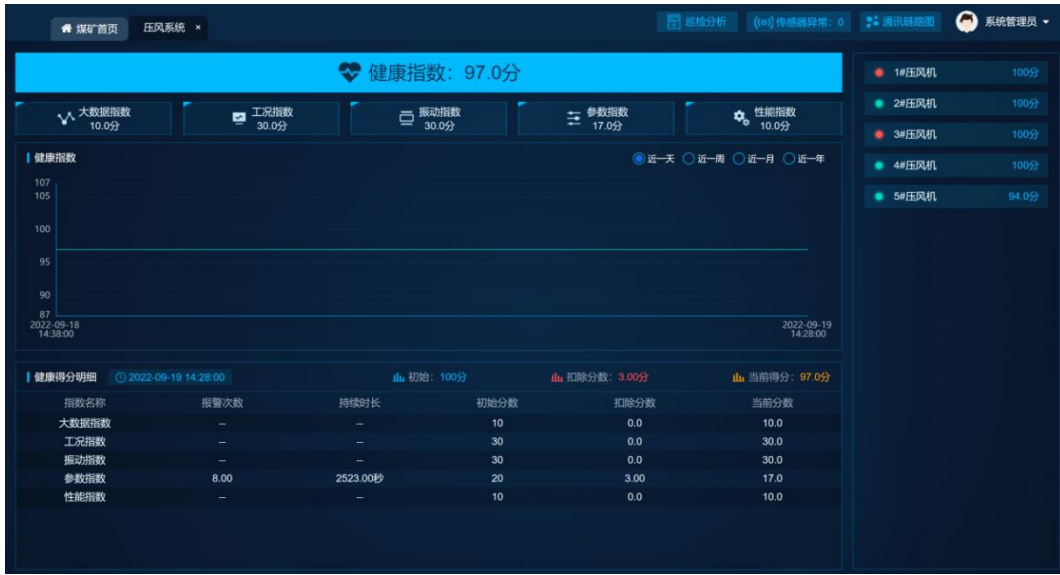 煤矿首页 压风系统 × 巡检分析 ((o)) 传感器异常：0 通讯链路图 系统管理员
健康指数：97.0分
大数据指数 工况指数 振动指数 参数指数 性能指数
10.0分 30.0分 30.0分 17.0分 10.0分
健康指数 近一天 近一周 近一月 近一年
107
105
100
95
90
87
2022-09-18 2022-09-19
14:38:00 14:28:00
健康得分明细 2022-09-19 14:28:00 初始：100分 扣除分数：3.00分 当前得分：97.0分
指数名称 报警次数 持续时长 初始分数 扣除分数 当前分数
大数据指数 -- -- 10 0.0 10.0
工况指数 -- -- 30 0.0 30.0
振动指数 -- -- 30 0.0 30.0
参数指数 8.00 2523.00秒 20 3.00 17.0
性能指数 -- -- 10 0.0 10.0
1#压风机 100分
2#压风机 100分
3#压风机 100分
4#压风机 100分
5#压风机 94.0分